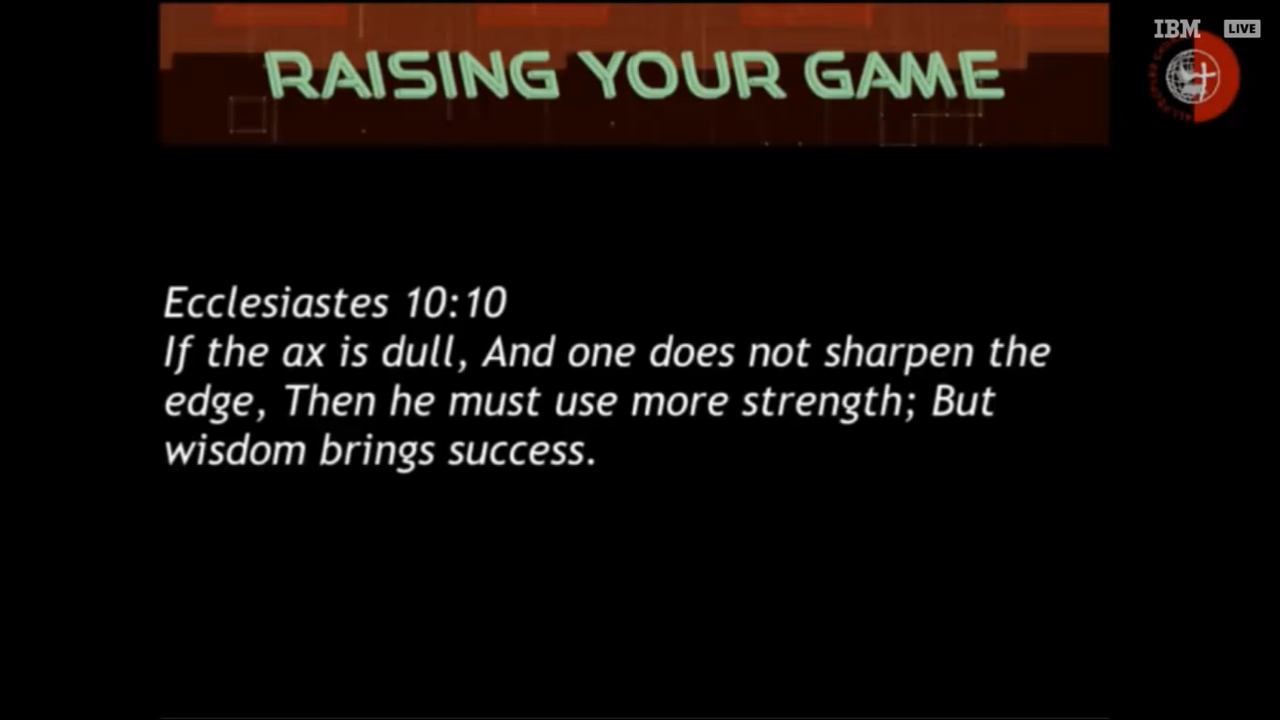 IBM LIVE
RAISING YOUR GAME
Ecclesiastes 10:10
If the ax is dull, And one does not sharpen the
edge, Then he must use more strength; But
wisdom brings success.